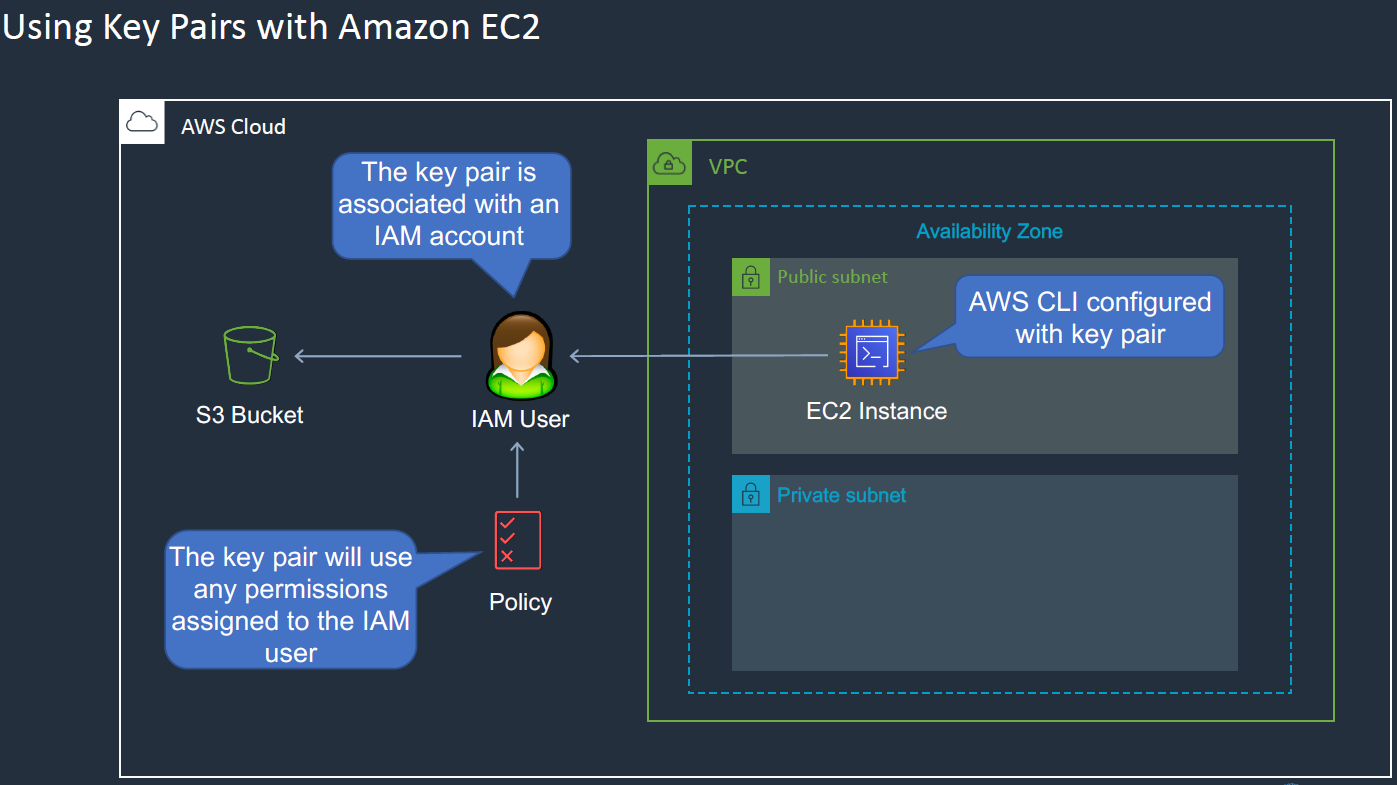 Using Key Pairs with Amazon EC2
AWS Cloud
The key pair is
associated with an
IAM account
VPC
Availability Zone
Public subnet
AWS CLI configured
with key pair
EC2 Instance
S3 Bucket
IAM User
Private subnet
The key pair will use
any permissions
assigned to the IAM
user
Policy